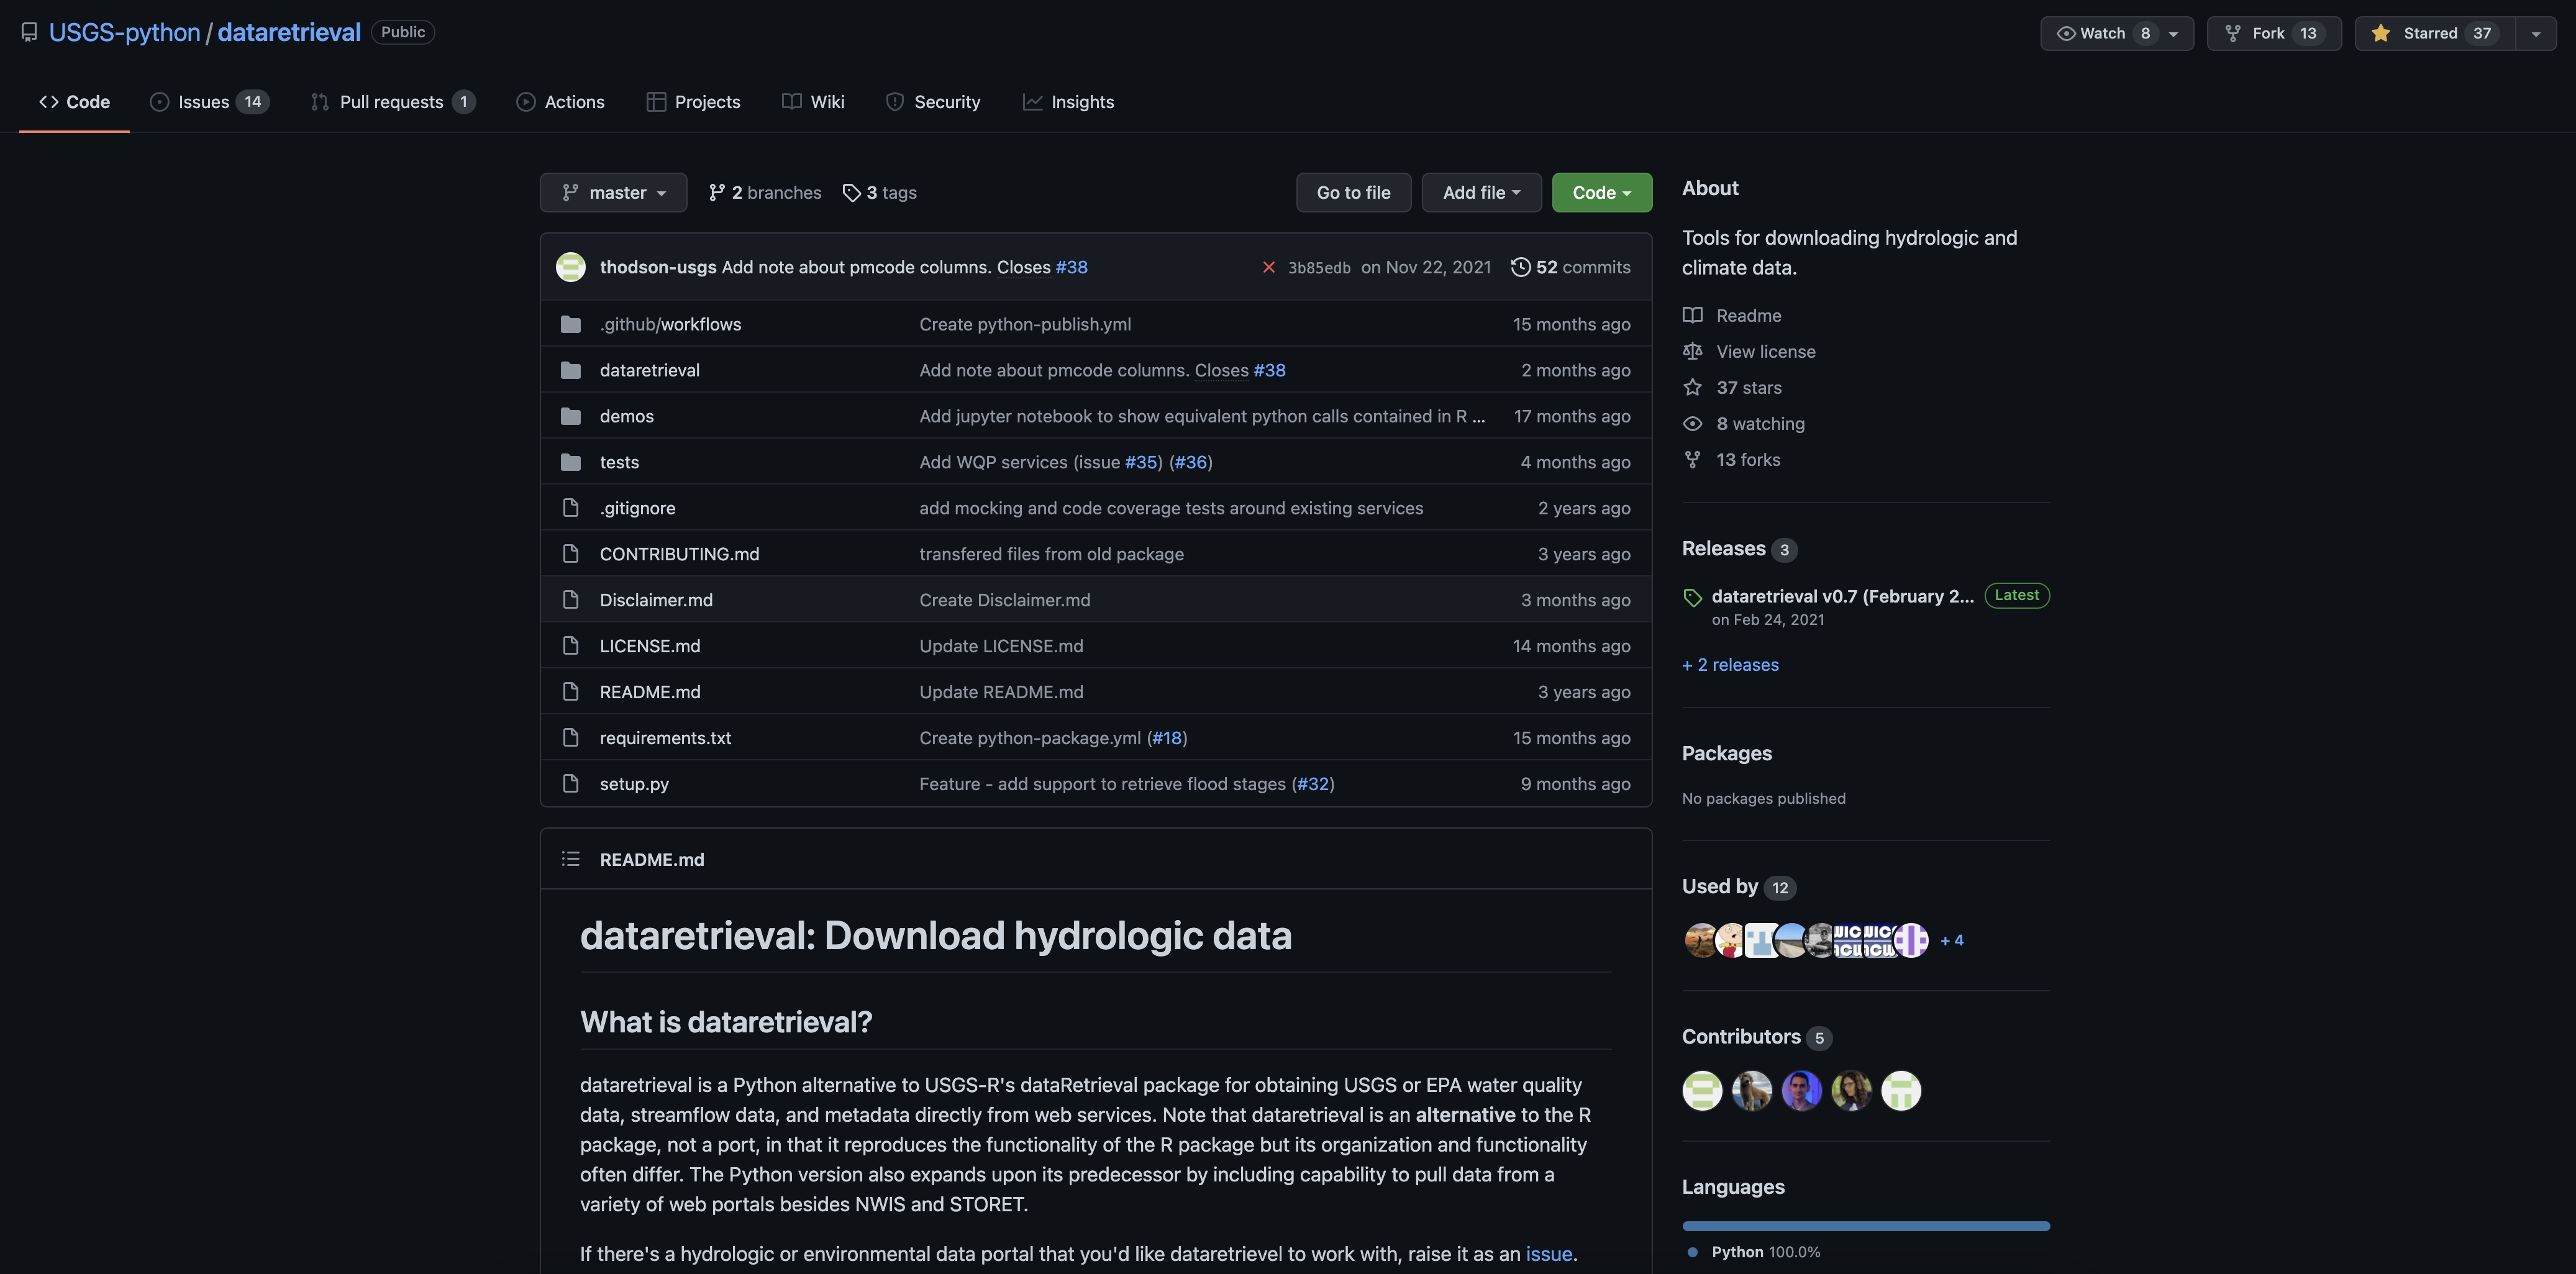 USGS-python / dataretrieval Public
Watch 8 Fork 13 Starred 37
Code Issues 14 Pull requests 1 Actions Projects Wiki Security Insights
master 2 branches 3 tags Go to file Add file Code
thodson-usgs Add note about pmcode columns. Closes #38 3b85edb on Nov 22, 2021 52 commits
.github/workflows Create python-publish.yml 15 months ago
dataretrieval Add note about pmcode columns. Closes #38 2 months ago
demos Add jupyter notebook to show equivalent python calls contained in R ... 17 months ago
tests Add WQP services (issue #35) (#36) 4 months ago
.gitignore add mocking and code coverage tests around existing services 2 years ago
CONTRIBUTING.md transfered files from old package 3 years ago
Disclaimer.md Create Disclaimer.md 3 months ago
LICENSE.md Update LICENSE.md 14 months ago
README.md Update README.md 3 years ago
requirements.txt Create python-package.yml (#18) 15 months ago
setup.py Feature - add support to retrieve flood stages (#32) 9 months ago
README.md
dataretrieval: Download hydrologic data
What is dataretrieval?
dataretrieval is a Python alternative to USGS-R's dataRetrieval package for obtaining USGS or EPA water quality
data, streamflow data, and metadata directly from web services. Note that dataretrieval is an alternative to the R
package, not a port, in that it reproduces the functionality of the R package but its organization and functionality
often differ. The Python version also expands upon its predecessor by including capability to pull data from a
variety of web portals besides NWIS and STORET.
If there's a hydrologic or environmental data portal that you'd like dataretrievel to work with, raise it as an issue.
About
Tools for downloading hydrologic and
climate data.
Readme
View license
37 stars
8 watching
13 forks
Releases 3
dataretrieval v0.7 (February 2... Latest
on Feb 24, 2021
+ 2 releases
Packages
No packages published
Used by 12
+ 4
Contributors 5
Languages
Python 100.0%